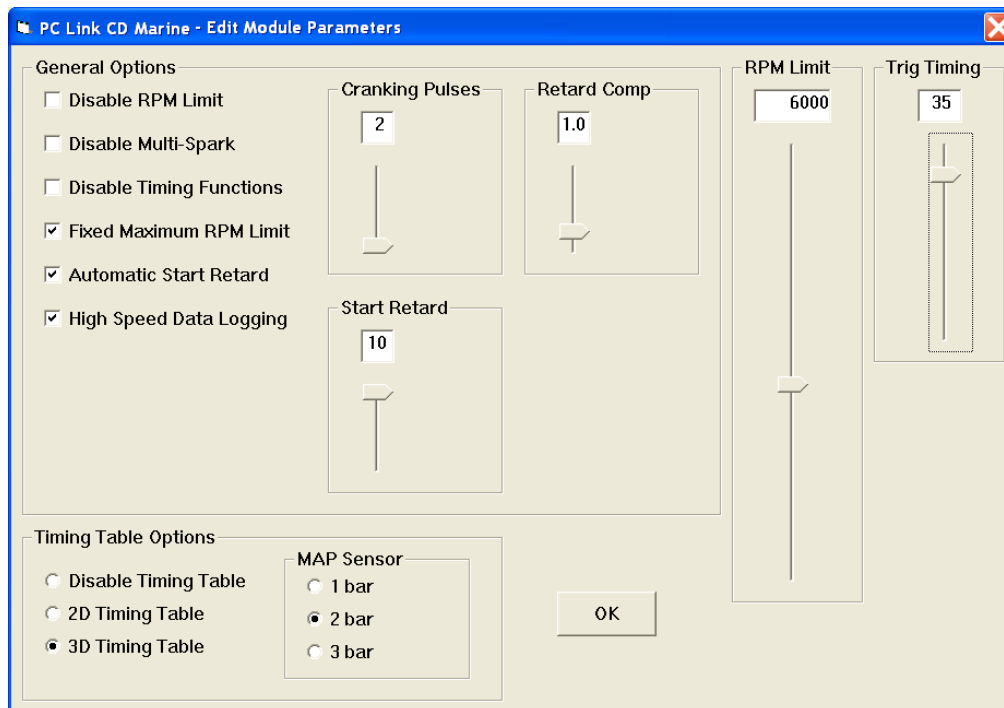 PC Link CD Marine - Edit Module Parameters
General Options
Disable RPM Limit
Disable Multi-Spark
Disable Timing Functions
Fixed Maximum RPM Limit
Automatic Start Retard
High Speed Data Logging
Cranking Pulses
2
Retard Comp
1.0
Start Retard
10
RPM Limit
6000
Trig Timing
35
Timing Table Options
Disable Timing Table
2D Timing Table
3D Timing Table
MAP Sensor
1 bar
2 bar
3 bar
OK